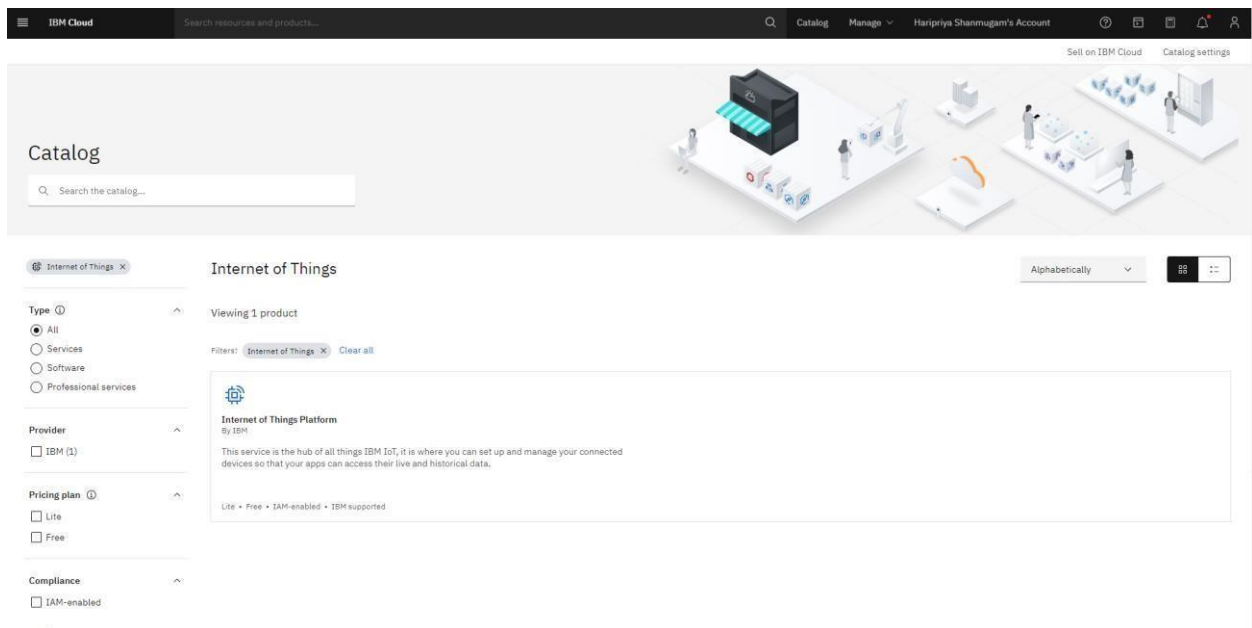 IBM Cloud
Search resources and products...
Catalog
Manage
Haripriya Shanmugam's Account
Sell on IBM Cloud
Catalog settings
Catalog
Search the catalog...
Internet of Things
Type
All
Services
Software
Professional services
Provider
IBM (1)
Pricing plan
Lite
Free
Compliance
IAM-enabled
Internet of Things
Alphabetically
Viewing 1 product
Filters: Internet of Things Clear all
Internet of Things Platform
By IBM
This service is the hub of all things IBM IoT, it is where you can set up and manage your connected
devices so that your apps can access their live and historical data.
Lite • Free • IAM-enabled • IBM supported